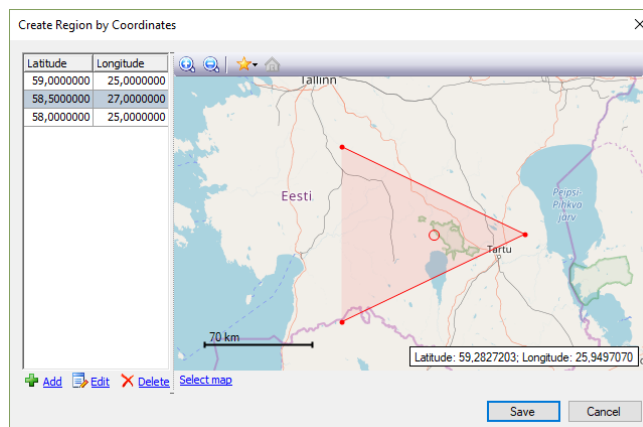 Create Region by Coordinates
Latitude Longitude
59,0000000 25,0000000
58,5000000 27,0000000
58,0000000 25,0000000
Tallinn
Eesti
Peipsi-
Pihkva
järv
Tartu
70 km
Latitude: 59,2827203; Longitude: 25,9497070
Add Edit Delete
Select map
Save Cancel